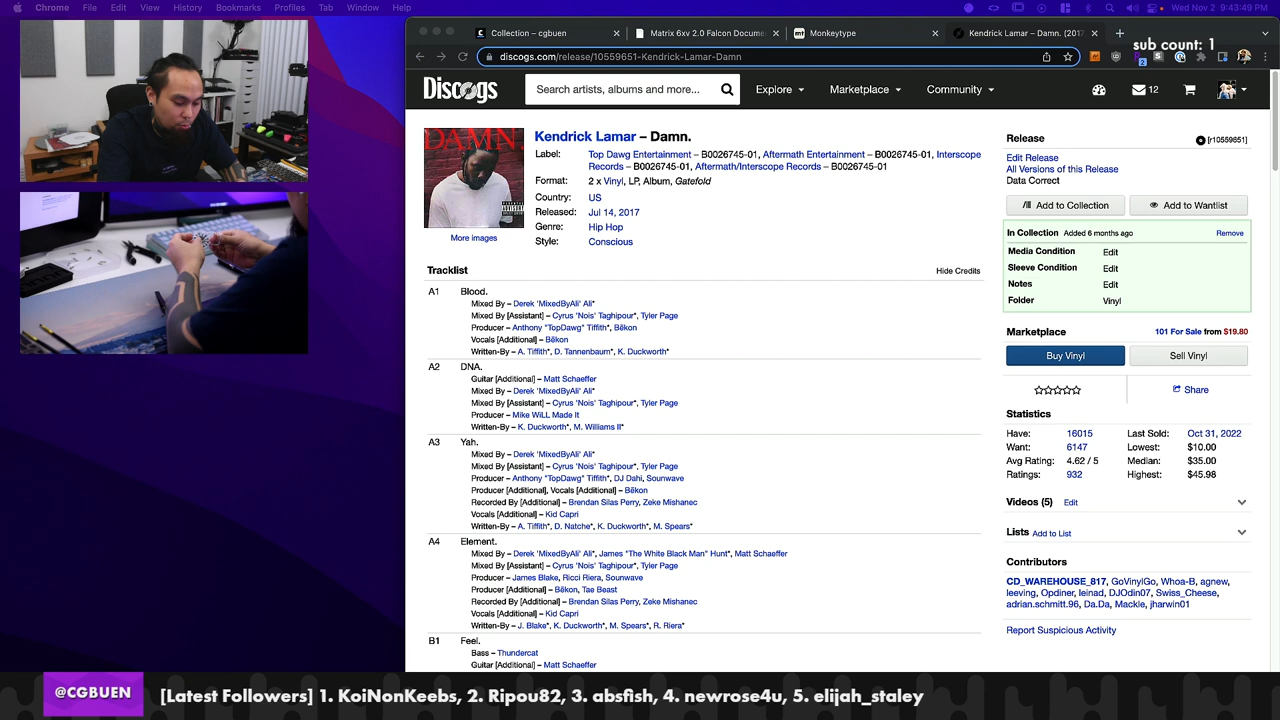 Chrome File Edit View History Bookmarks Profiles Tab Window Help
Wed Nov 2 9:43:49 PM
Collection – cgbuen
Matrix 6xv 2.0 Falcon Docume
Monkeytype
Kendrick Lamar – Damn. (2017
sub count: 1
discogs.com/release/10559651-Kendrick-Lamar-Damn
Discogs
Search artists, albums and more...
Explore
Marketplace
Community
12
DAMN.
More images
Kendrick Lamar – Damn.
Label: Top Dawg Entertainment – B0026745-01, Aftermath Entertainment – B0026745-01, Interscope
Records – B0026745-01, Aftermath/Interscope Records – B0026745-01
Format: 2 x Vinyl, LP, Album, Gatefold
Country: US
Released: Jul 14, 2017
Genre: Hip Hop
Style: Conscious
Tracklist
Hide Credits
A1 Blood.
Mixed By – Derek 'MixedByAli' Ali*
Mixed By [Assistant] – Cyrus 'Nois' Taghipour*, Tyler Page
Producer – Anthony "TopDawg" Tiffith*, Bēkon
Vocals [Additional] – Bēkon
Written-By – A. Tiffith*, D. Tannenbaum*, K. Duckworth*
A2 DNA.
Guitar [Additional] – Matt Schaeffer
Mixed By – Derek 'MixedByAli' Ali*
Mixed By [Assistant] – Cyrus 'Nois' Taghipour*, Tyler Page
Producer – Mike WiLL Made It
Written-By – K. Duckworth*, M. Williams II*
A3 Yah.
Mixed By – Derek 'MixedByAli' Ali*
Mixed By [Assistant] – Cyrus 'Nois' Taghipour*, Tyler Page
Producer – Anthony "TopDawg" Tiffith*, DJ Dahi, Sounwave
Producer [Additional], Vocals [Additional] – Bēkon
Recorded By [Additional] – Brendan Silas Perry, Zeke Mishanec
Vocals [Additional] – Kid Capri
Written-By – A. Tiffith*, D. Natche*, K. Duckworth*, M. Spears*
A4 Element.
Mixed By – Derek 'MixedByAli' Ali*, James "The White Black Man" Hunt*, Matt Schaeffer
Mixed By [Assistant] – Cyrus 'Nois' Taghipour*, Tyler Page
Producer – James Blake, Ricci Riera, Sounwave
Producer [Additional] – Bēkon, Tae Beast
Recorded By [Additional] – Brendan Silas Perry, Zeke Mishanec
Vocals [Additional] – Kid Capri
Written-By – J. Blake*, K. Duckworth*, M. Spears*, R. Riera*
B1 Feel.
Bass – Thundercat
Guitar [Additional] – Matt Schaeffer
Release
[r10559651]
Edit Release
All Versions of this Release
Data Correct
Add to Collection
Add to Wantlist
In Collection Added 6 months ago Remove
Media Condition Edit
Sleeve Condition Edit
Notes Edit
Folder Vinyl
Marketplace 101 For Sale from $19.80
Buy Vinyl
Sell Vinyl
Share
Statistics
Have: 16015 Last Sold: Oct 31, 2022
Want: 6147 Lowest: $10.00
Avg Rating: 4.62 / 5 Median: $35.00
Ratings: 932 Highest: $45.98
Videos (5) Edit
Lists Add to List
Contributors
CD_WAREHOUSE_817, GoVinylGo, Whoa-B, agnew,
leeving, Opdiner, leinad, DJOdin07, Swiss_Cheese,
adrian.schmitt.96, Da.Da, Mackle, jharwin01
Report Suspicious Activity
@CGBUEN
[Latest Followers] 1. KoiNonKeebs, 2. Ripou82, 3. absfish, 4. newrose4u, 5. elijah_staley